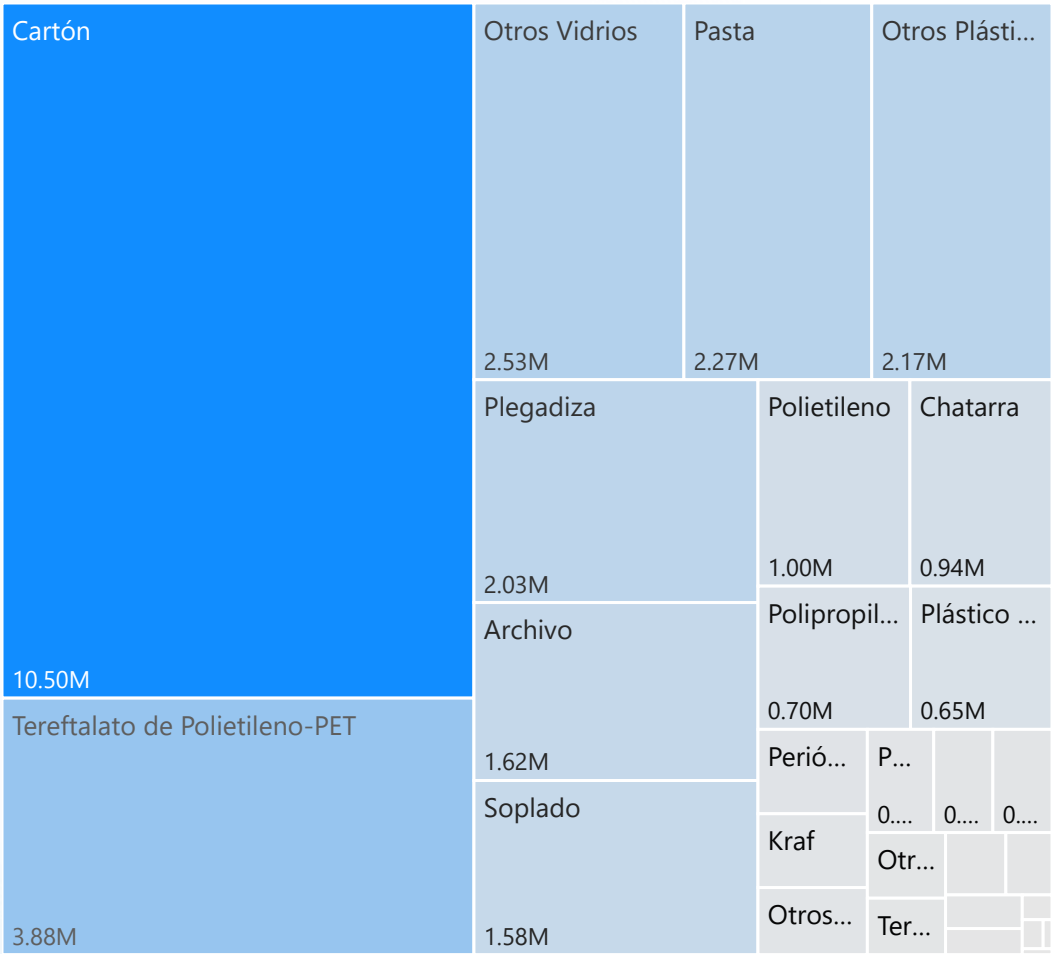 Cartón
10.50M
Tereftalato de Polietileno-PET
3.88M
Otros Vidrios
2.53M
Pasta
2.27M
Otros Plásti...
2.17M
Plegadiza
2.03M
Archivo
1.62M
Soplado
1.58M
Polietileno
1.00M
Chatarra
0.94M
Polipropil...
0.70M
Plástico ...
0.65M
Perió...
Kraf
Otros...
P...
0....
0....
0....
Otr...
Ter...